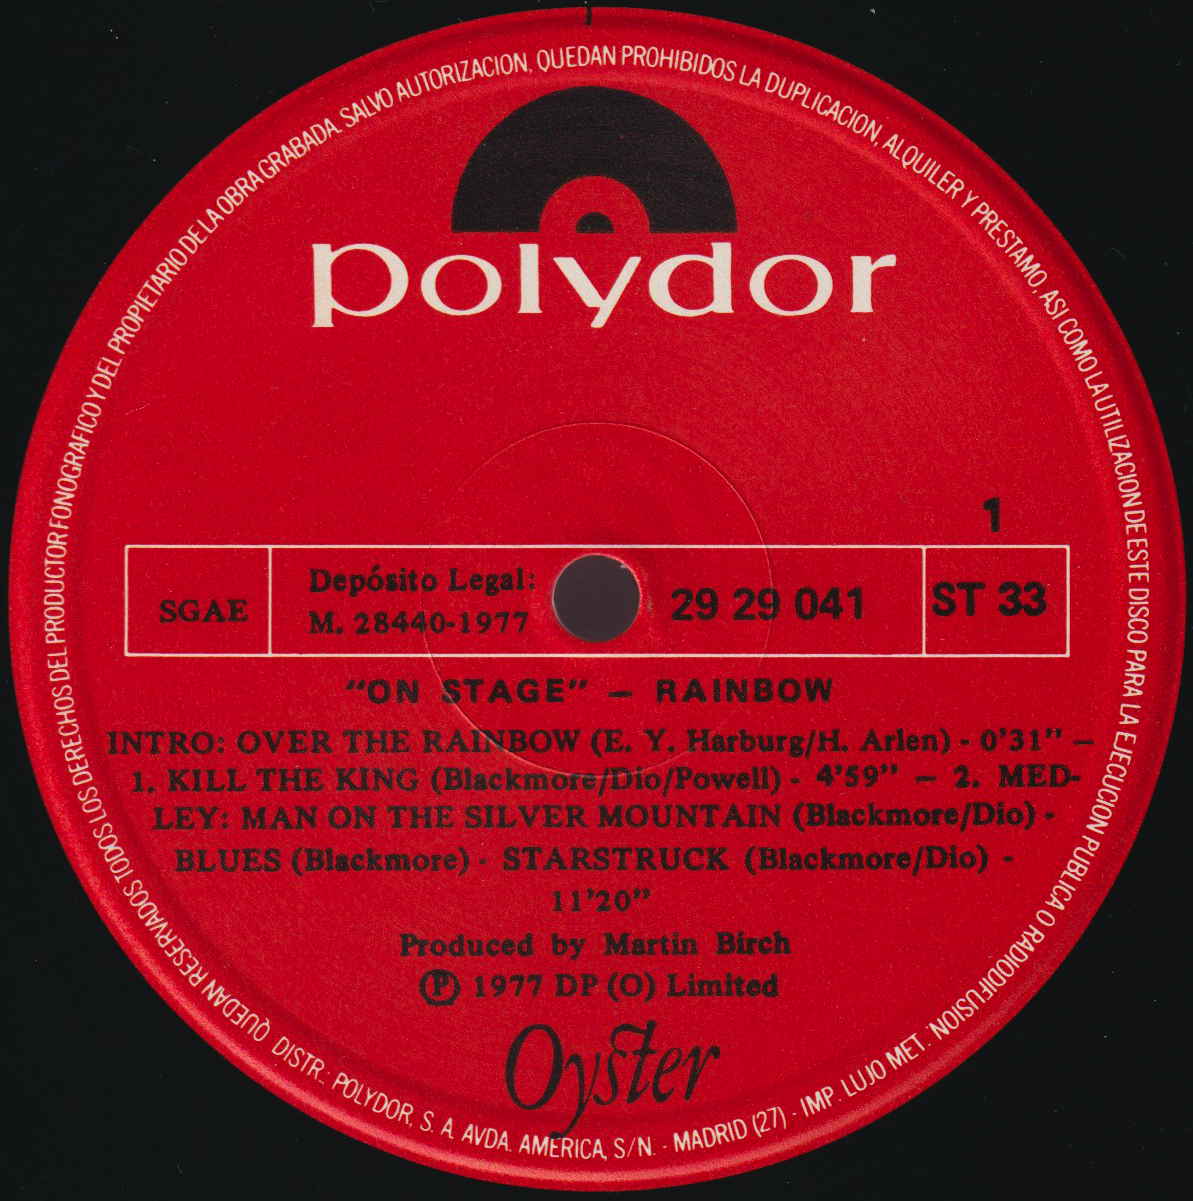 QUEDAN RESERVADOS TODOS LOS DERECHOS DEL PRODUCTOR FONOGRAFICO Y DEL PROPIETARIO DE LA OBRA GRABADA. SALVO AUTORIZACION, QUEDAN PROHIBIDOS LA DUPLICACION, ALQUILER Y PRESTAMO, ASI COMO LA UTILIZACION DE ESTE DISCO PARA LA EJECUCION PUBLICA O RADIODIFUSION
polydor
1
SGAE
Depósito Legal:
M. 28440-1977
29 29 041
ST 33
"ON STAGE" — RAINBOW
INTRO: OVER THE RAINBOW (E. Y. Harburg/H. Arlen) - 0'31" —
1. KILL THE KING (Blackmore/Dio/Powell) - 4'59" — 2. MED-
LEY: MAN ON THE SILVER MOUNTAIN (Blackmore/Dio) -
BLUES (Blackmore) - STARSTRUCK (Blackmore/Dio) -
11'20"
Produced by Martin Birch
Ⓟ 1977 DP (O) Limited
Oyster
DISTR.: POLYDOR, S. A. AVDA. AMERICA, S/N. - MADRID (27) - IMP. LUJO MET.